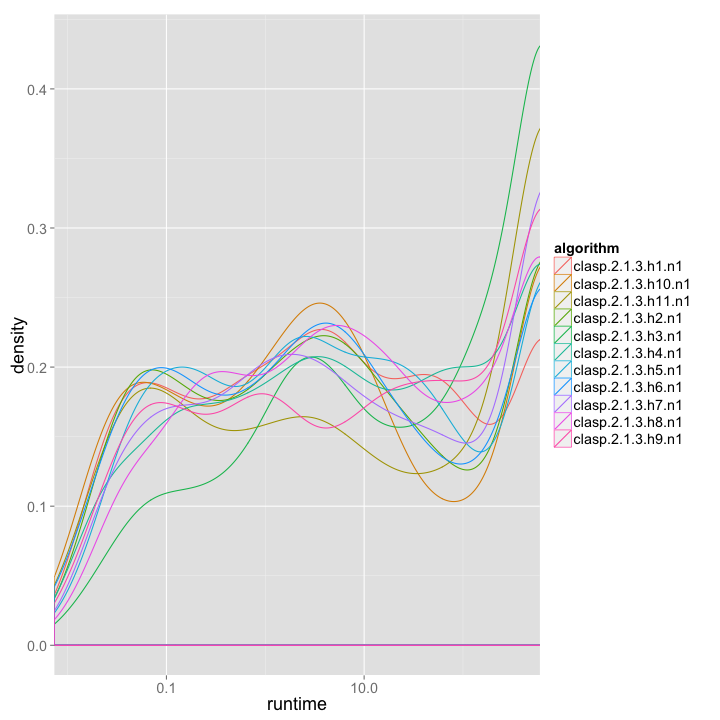 0.4
0.3
0.2
0.1
0.0
density
0.1
10.0
runtime
algorithm
clasp.2.1.3.h1.n1
clasp.2.1.3.h10.n1
clasp.2.1.3.h11.n1
clasp.2.1.3.h2.n1
clasp.2.1.3.h3.n1
clasp.2.1.3.h4.n1
clasp.2.1.3.h5.n1
clasp.2.1.3.h6.n1
clasp.2.1.3.h7.n1
clasp.2.1.3.h8.n1
clasp.2.1.3.h9.n1